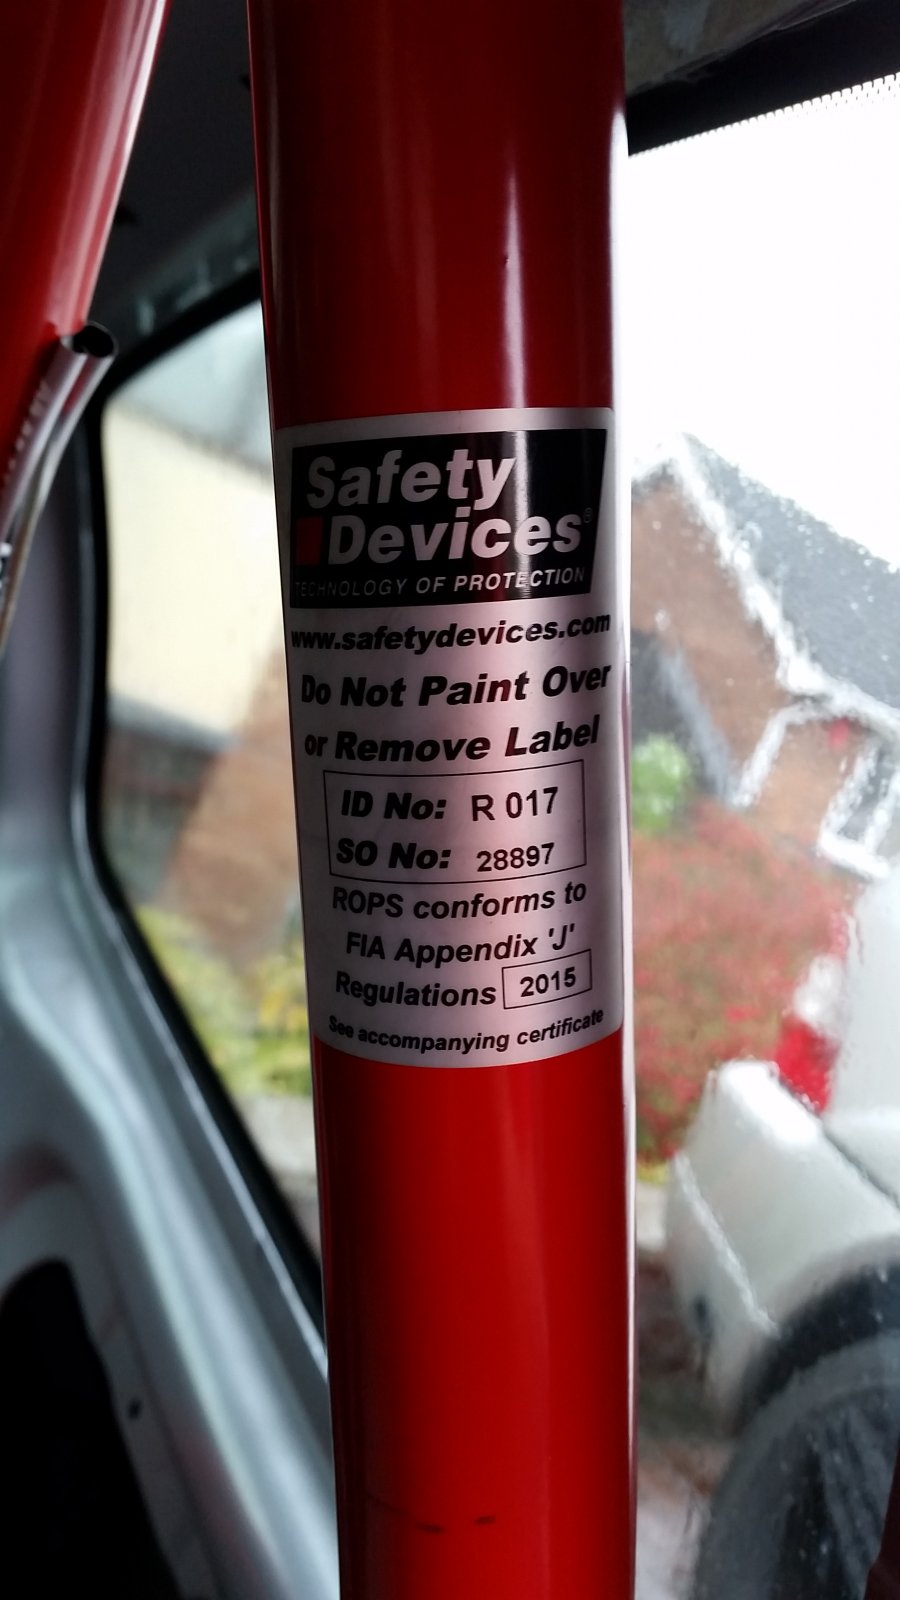 Safety
Devices®
TECHNOLOGY OF PROTECTION
www.safetydevices.com
Do Not Paint Over
or Remove Label
ID No: R 017
SO No: 28897
ROPS conforms to
FIA Appendix 'J'
Regulations 2015
See accompanying certificate